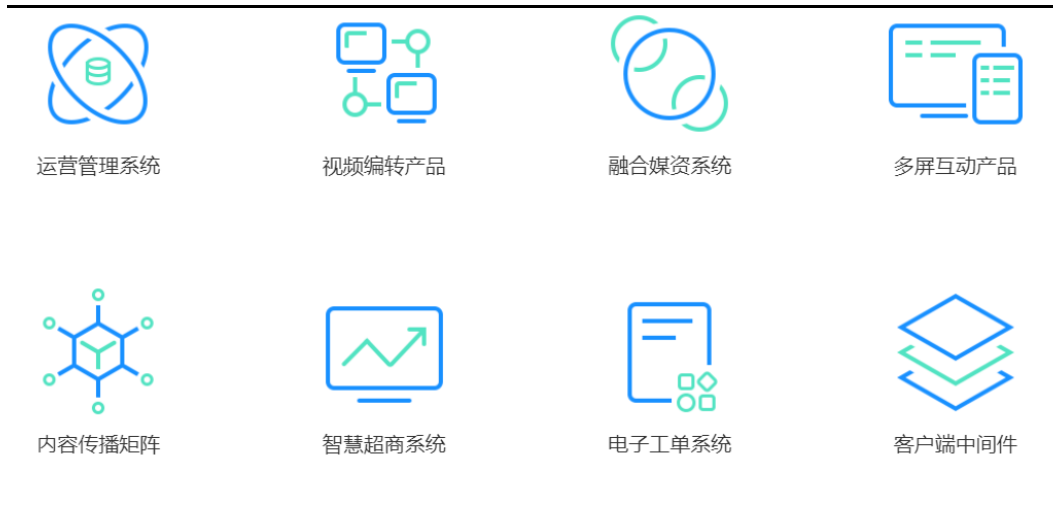 运营管理系统
视频编转产品
融合媒资系统
多屏互动产品
内容传播矩阵
智慧超商系统
电子工单系统
客户端中间件